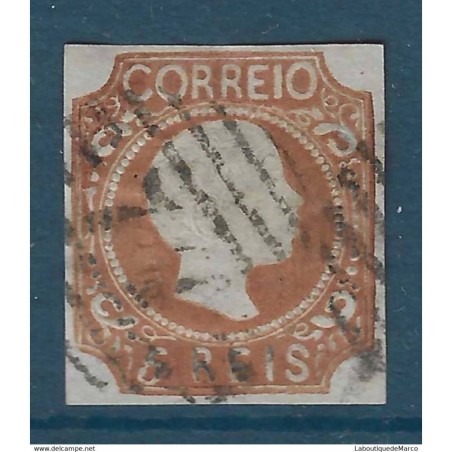 CORREIO
5 REIS
www.delcampe.net
LaboutiquedeMarco